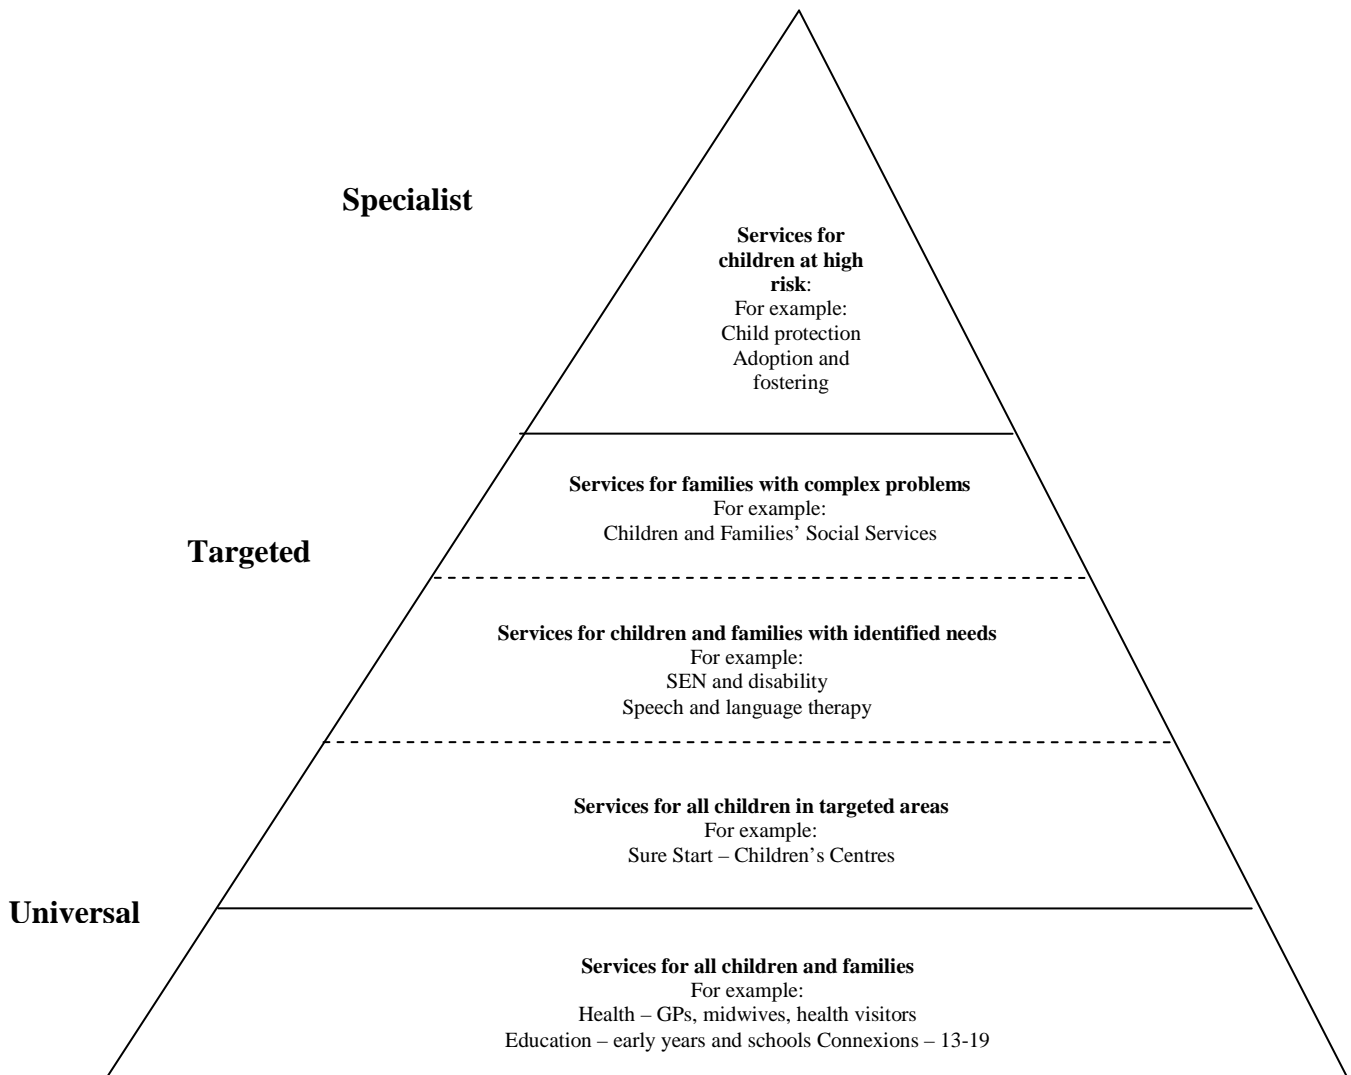 Specialist
Services for
children at high
risk:
For example:
Child protection
Adoption and
fostering
Services for families with complex problems
For example:
Children and Families’ Social Services
Targeted
Services for children and families with identified needs
For example:
SEN and disability
Speech and language therapy
Services for all children in targeted areas
For example:
Sure Start – Children’s Centres
Universal
Services for all children and families
For example:
Health – GPs, midwives, health visitors
Education – early years and schools Connexions – 13-19